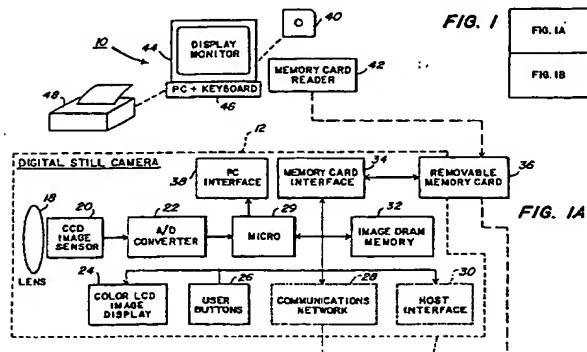 FIG. 1
FIG. 1A
FIG. 1B
10
44
DISPLAY
MONITOR
40
42
MEMORY CARD
READER
PC + KEYBOARD
46
48
12
DIGITAL STILL CAMERA
38
PC
INTERFACE
34
MEMORY CARD
INTERFACE
REMOVABLE
MEMORY CARD
36
FIG. 1A
18
LENS
20
CCD
IMAGE
SENSOR
22
A/D
CONVERTER
29
MICRO
32
IMAGE DRAM
MEMORY
24
COLOR LCD
IMAGE
DISPLAY
26
USER
BUTTONS
28
COMMUNICATIONS
NETWORK
30
HOST
INTERFACE